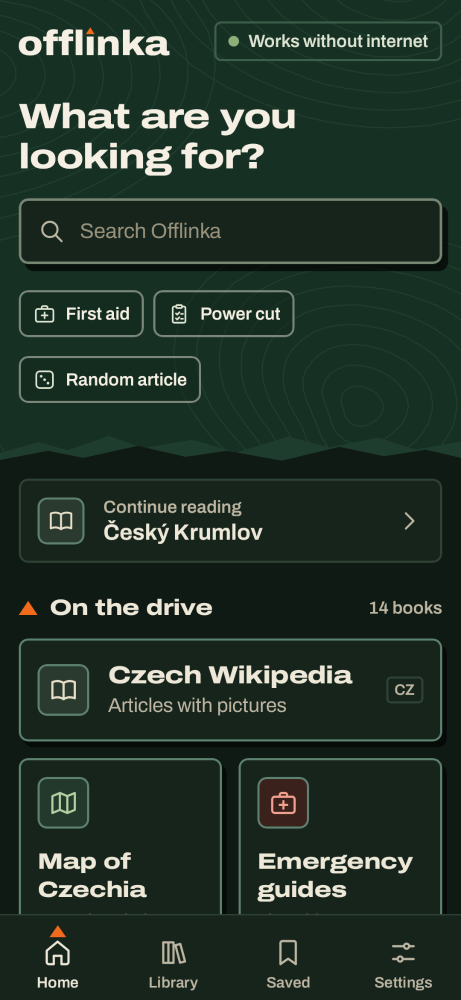 offlinka
Works without internet
What are you
looking for?
Search Offlinka
First aid
Power cut
Random article
Continue reading
Český Krumlov
On the drive
14 books
Czech Wikipedia
Articles with pictures
CZ
Map of
Czechia
Emergency
guides
Home
Library
Saved
Settings